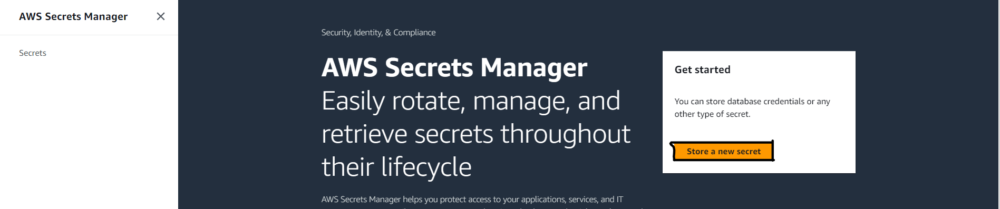 AWS Secrets Manager
Secrets
Security, Identity, & Compliance
AWS Secrets Manager
Easily rotate, manage, and
retrieve secrets throughout
their lifecycle
AWS Secrets Manager helps you protect access to your applications, services, and IT
Get started
You can store database credentials or any
other type of secret.
Store a new secret